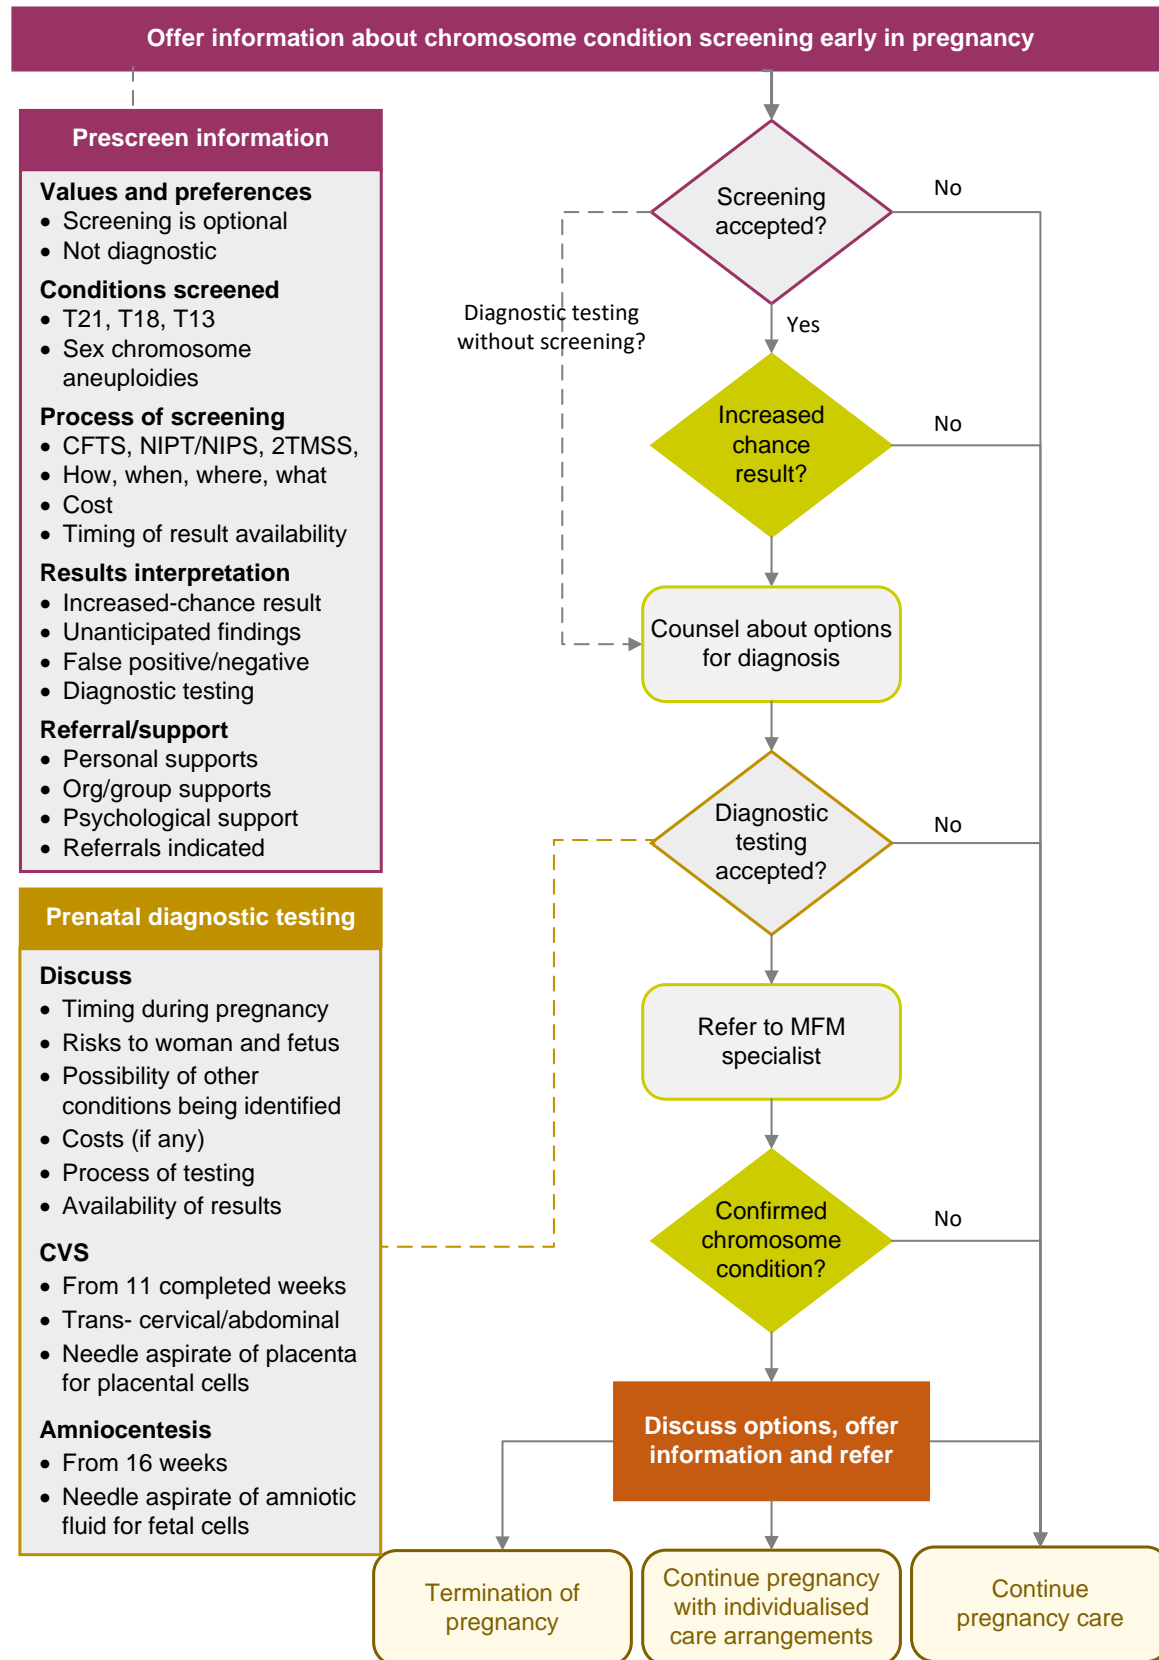 Offer information about chromosome condition screening early in pregnancy
Prescreen information
Values and preferences
• Screening is optional
• Not diagnostic
Conditions screened
• T21, T18, T13
• Sex chromosome
aneuploidies
Process of screening
• CFTS, NIPT/NIPS, 2TMSS,
• How, when, where, what
• Cost
• Timing of result availability
Results interpretation
• Increased-chance result
• Unanticipated findings
• False positive/negative
• Diagnostic testing
Referral/support
• Personal supports
• Org/group supports
• Psychological support
• Referrals indicated
Prenatal diagnostic testing
Discuss
• Timing during pregnancy
• Risks to woman and fetus
• Possibility of other
conditions being identified
• Costs (if any)
• Process of testing
• Availability of results
CVS
• From 11 completed weeks
• Trans- cervical/abdominal
• Needle aspirate of placenta
for placental cells
Amniocentesis
• From 16 weeks
• Needle aspirate of amniotic
fluid for fetal cells
Screening
accepted?
No
Diagnostic testing
without screening?
Yes
Increased
chance
result?
No
Counsel about options
for diagnosis
Diagnostic
testing
accepted?
No
Refer to MFM
specialist
Confirmed
chromosome
condition?
No
Discuss options, offer
information and refer
Termination of
pregnancy
Continue pregnancy
with individualised
care arrangements
Continue
pregnancy care